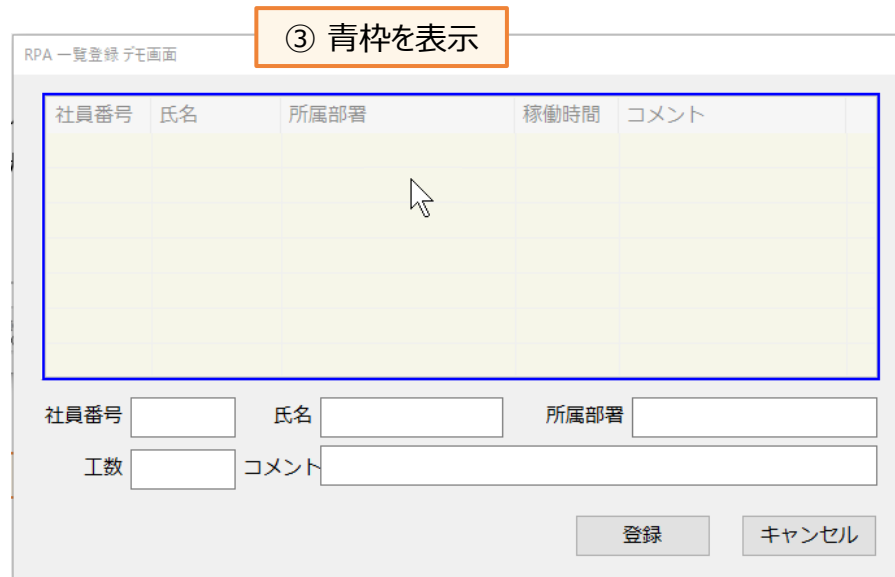 ③ 青枠を表示
RPA 一覧登録 デモ画面
社員番号 氏名 所属部署 稼働時間 コメント
社員番号 氏名 所属部署
工数 コメント
登録 キャンセル